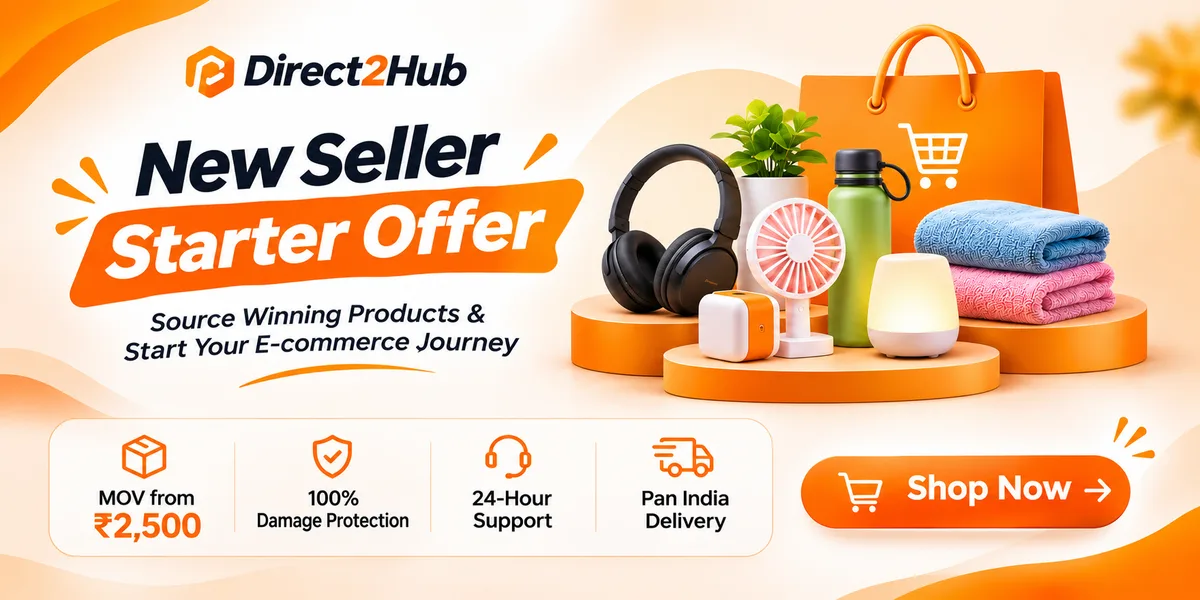 Direct2Hub
New Seller
Starter Offer
Source Winning Products &
Start Your E-commerce Journey
MOV from
₹2,500
100%
Damage Protection
24-Hour
Support
Pan India
Delivery
Shop Now